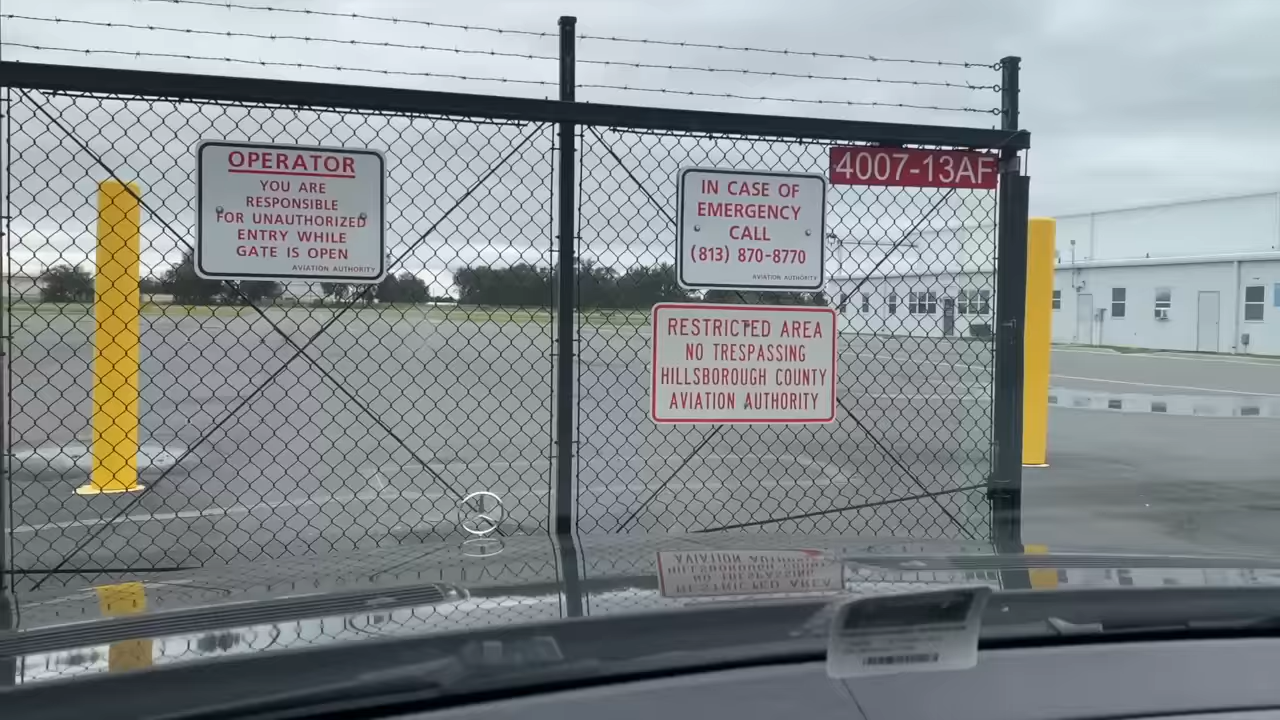 OPERATOR
YOU ARE
RESPONSIBLE
FOR UNAUTHORIZED
ENTRY WHILE
GATE IS OPEN
AVIATION AUTHORITY
IN CASE OF
EMERGENCY
CALL
(813) 870-8770
AVIATION AUTHORITY
4007-13AF
RESTRICTED AREA
NO TRESPASSING
HILLSBOROUGH COUNTY
AVIATION AUTHORITY